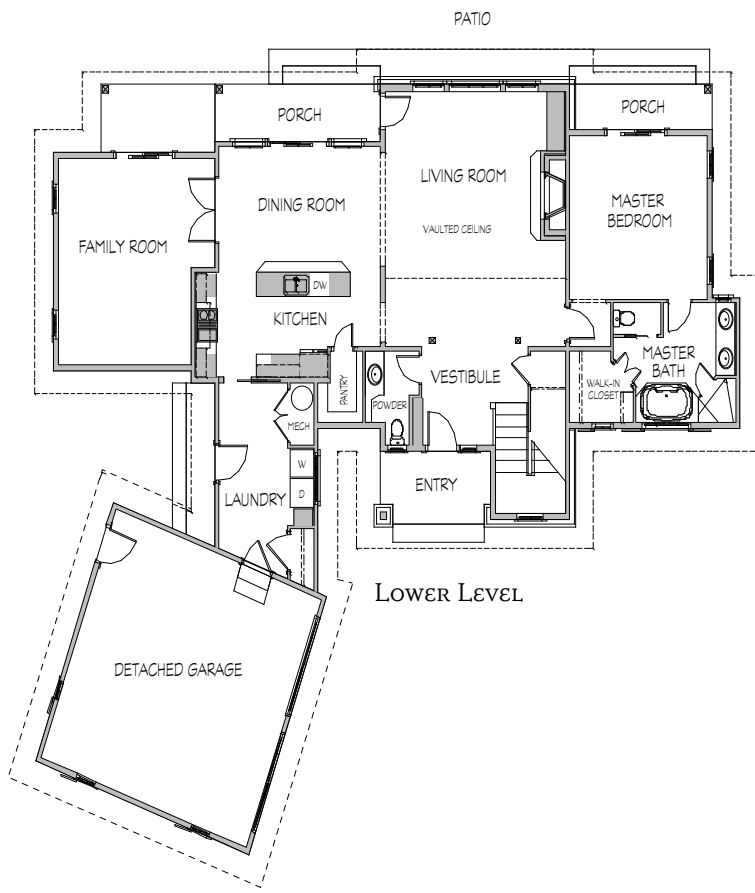 PATIO
PORCH
PORCH
LIVING ROOM
DINING ROOM
MASTER
BEDROOM
VAULTED CEILING
FAMILY ROOM
DW
KITCHEN
MASTER
BATH
VESTIBULE
WALK-IN
CLOSET
PANTRY
POWDER
MECH
W
ENTRY
D
LAUNDRY
LOWER LEVEL
DETACHED GARAGE